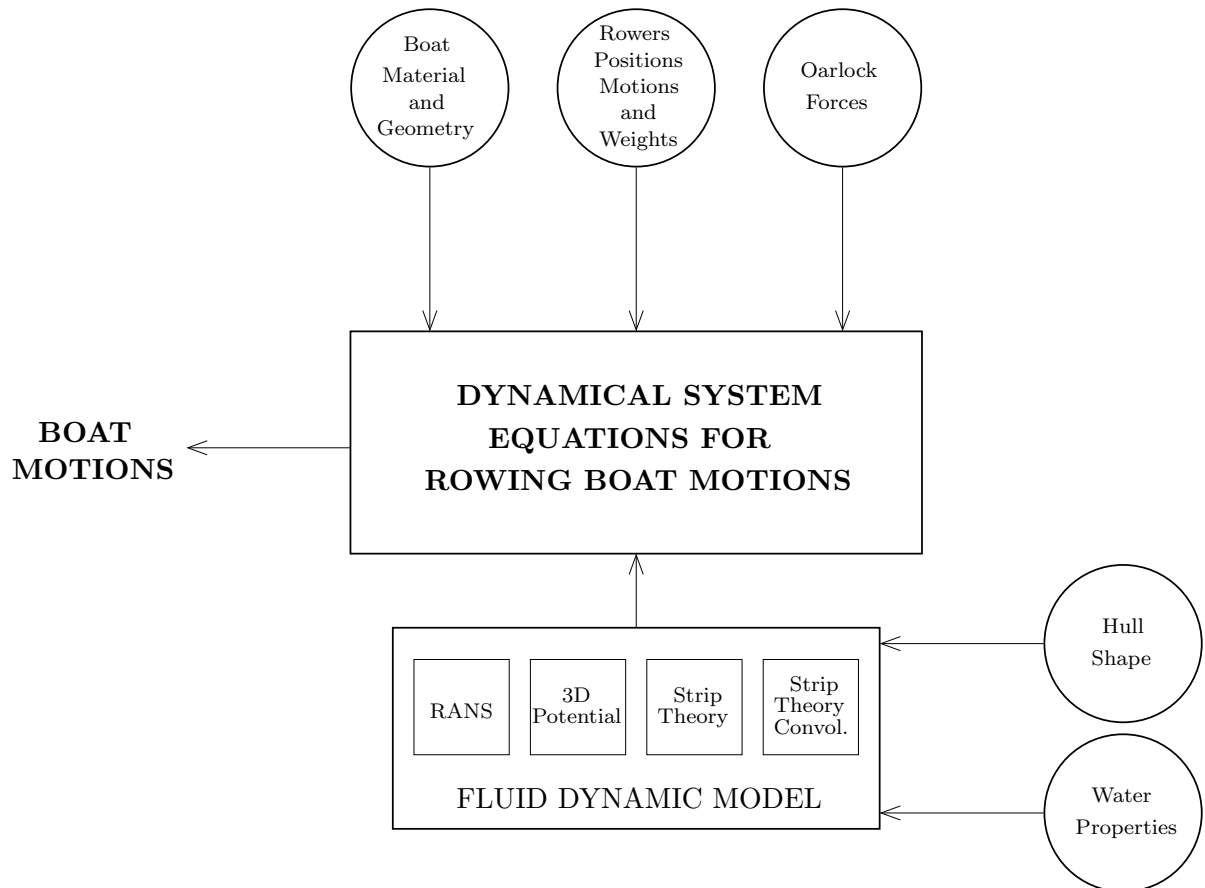 Boat
Material
and
Geometry
Rowers
Positions
Motions
and
Weights
Oarlock
Forces
DYNAMICAL SYSTEM
EQUATIONS FOR
ROWING BOAT MOTIONS
BOAT
MOTIONS
RANS
3D
Potential
Strip
Theory
Strip
Theory
Convol.
FLUID DYNAMIC MODEL
Hull
Shape
Water
Properties